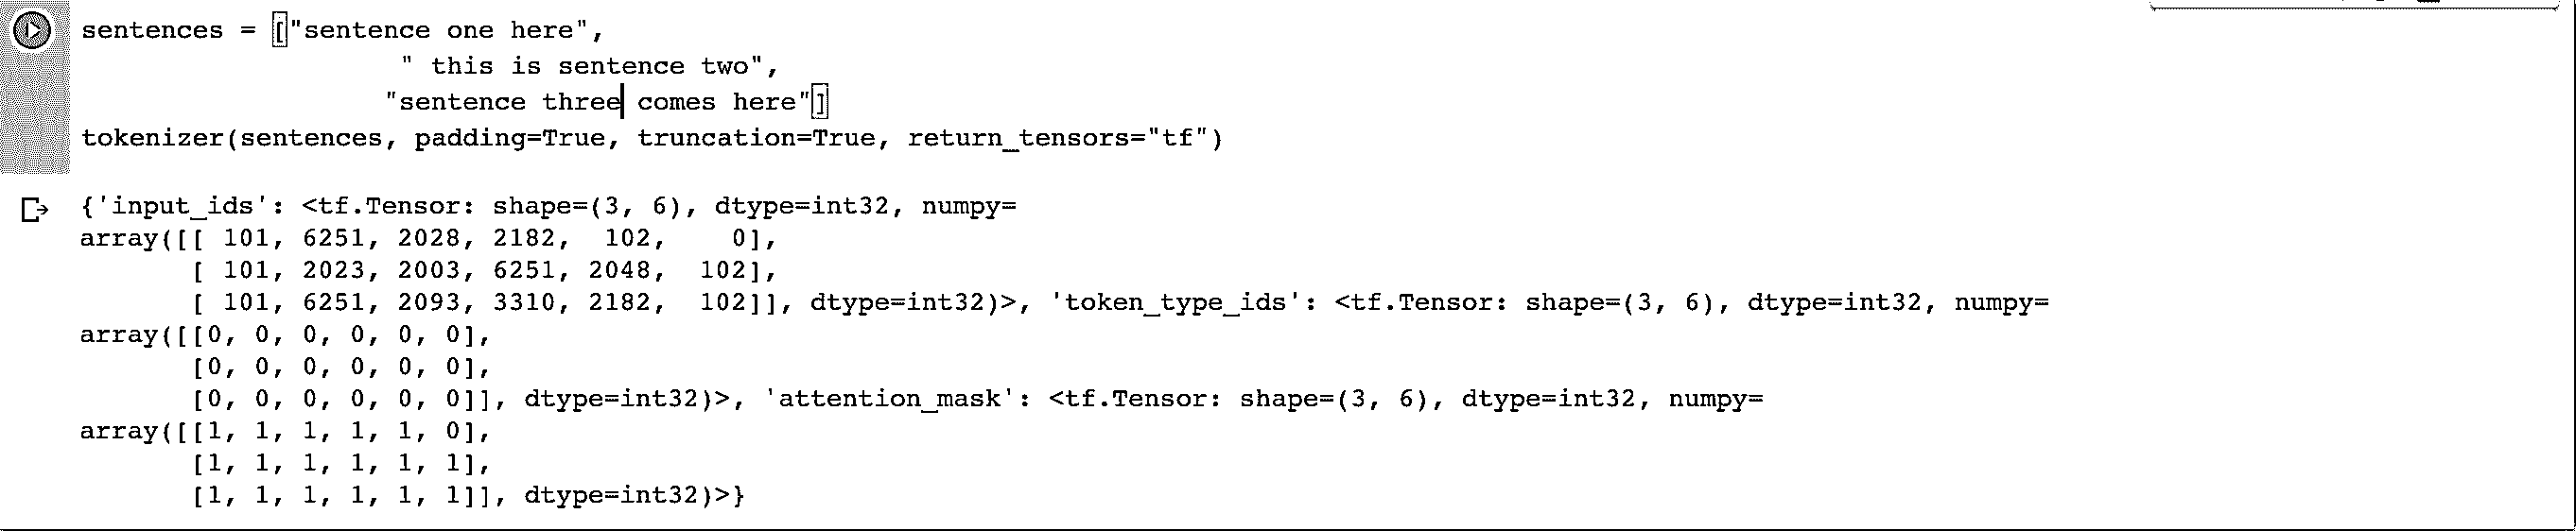 sentences = ["sentence one here",
" this is sentence two",
"sentence three comes here"]
tokenizer(sentences, padding=True, truncation=True, return_tensors="tf")
{'input_ids': <tf.Tensor: shape=(3, 6), dtype=int32, numpy=
array([[ 101, 6251, 2028, 2182,  102,    0],
       [ 101, 2023, 2003, 6251, 2048,  102],
       [ 101, 6251, 2093, 3310, 2182,  102]], dtype=int32)>, 'token_type_ids': <tf.Tensor: shape=(3, 6), dtype=int32, numpy=
array([[0, 0, 0, 0, 0, 0],
       [0, 0, 0, 0, 0, 0],
       [0, 0, 0, 0, 0, 0]], dtype=int32)>, 'attention_mask': <tf.Tensor: shape=(3, 6), dtype=int32, numpy=
array([[1, 1, 1, 1, 1, 0],
       [1, 1, 1, 1, 1, 1],
       [1, 1, 1, 1, 1, 1]], dtype=int32)>}